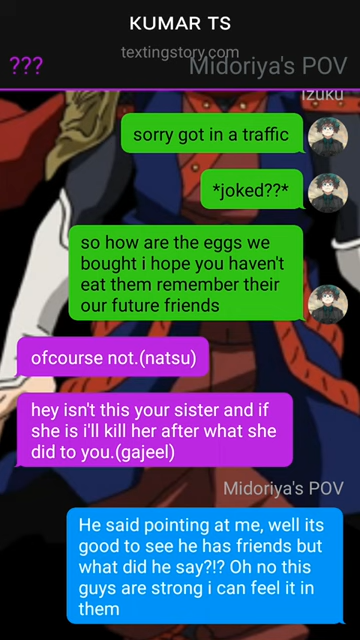 KUMAR TS
textingstory.com
???
Midoriya's POV
Izuku
sorry got in a traffic
*joked??*
so how are the eggs we
bought i hope you haven't
eat them remember their
our future friends
ofcourse not.(natsu)
hey isn't this your sister and if
she is i'll kill her after what she
did to you.(gajeel)
Midoriya's POV
He said pointing at me, well its
good to see he has friends but
what did he say?!? Oh no this
guys are strong i can feel it in
them